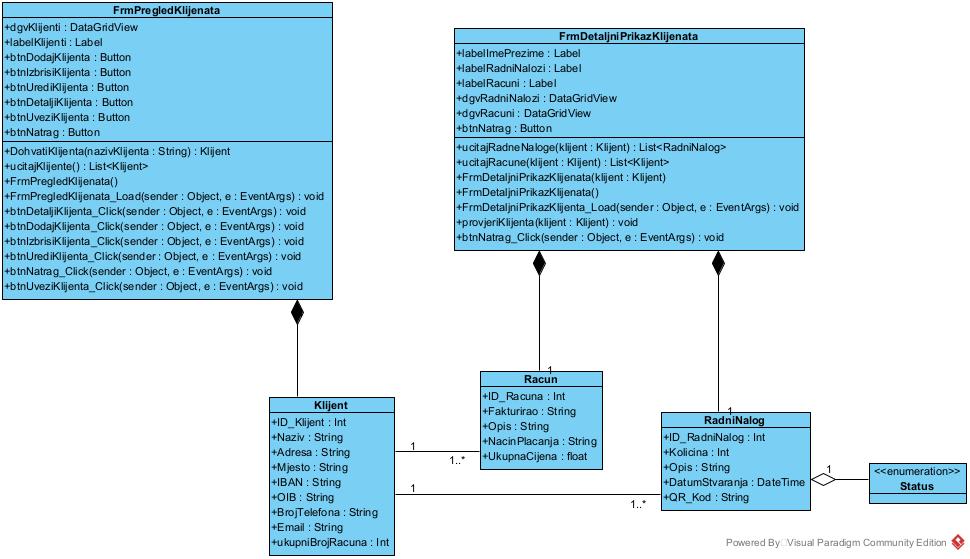 FrmPregledKlijenata
+dgvKlijenti : DataGridView
+labelKlijenti : Label
+btnDodajKlijenta : Button
+btnIzbrisiKlijenta : Button
+btnUrediKlijenta : Button
+btnDetaljiKlijenta : Button
+btnUveziKlijenta : Button
+btnNatrag : Button
+DohvatiKlijenta(nazivKlijenta : String) : Klijent
+ucitajKlijente() : List<Klijent>
+FrmPregledKlijenata()
+FrmPregledKlijenata_Load(sender : Object, e : EventArgs) : void
+btnDetaljiKlijenta_Click(sender : Object, e : EventArgs) : void
+btnDodajKlijenta_Click(sender : Object, e : EventArgs) : void
+btnIzbrisiKlijenta_Click(sender : Object, e : EventArgs) : void
+btnUrediKlijenta_Click(sender : Object, e : EventArgs) : void
+btnNatrag_Click(sender : Object, e : EventArgs) : void
+btnUveziKlijenta_Click(sender : Object, e : EventArgs) : void
FrmDetaljniPrikazKlijenata
+labelImePrezime : Label
+labelRadniNalozi : Label
+labelRacuni : Label
+dgvRadniNalozi : DataGridView
+dgvRacuni : DataGridView
+btnNatrag : Button
+ucitajRadneNaloge(klijent : Klijent) : List<RadniNalog>
+ucitajRacune(klijent : Klijent) : List<Klijent>
+FrmDetaljniPrikazKlijenata(klijent : Klijent)
+FrmDetaljniPrikazKlijenata()
+FrmDetaljniPrikazKlijenta_Load(sender : Object, e : EventArgs) : void
+provjeriKlijenta(klijent : Klijent) : void
+btnNatrag_Click(sender : Object, e : EventArgs) : void
Klijent
+ID_Klijent : Int
+Naziv : String
+Adresa : String
+Mjesto : String
+IBAN : String
+OIB : String
+BrojTelefona : String
+Email : String
+ukupniBrojRacuna : Int
1
1..*
1
1..*
1
Racun
+ID_Racuna : Int
+Fakturirao : String
+Opis : String
+NacinPlacanja : String
+UkupnaCijena : float
1
RadniNalog
+ID_RadniNalog : Int
+Kolicina : Int
+Opis : String
+DatumStvaranja : DateTime
+QR_Kod : String
1
<<enumeration>>
Status
Powered By Visual Paradigm Community Edition